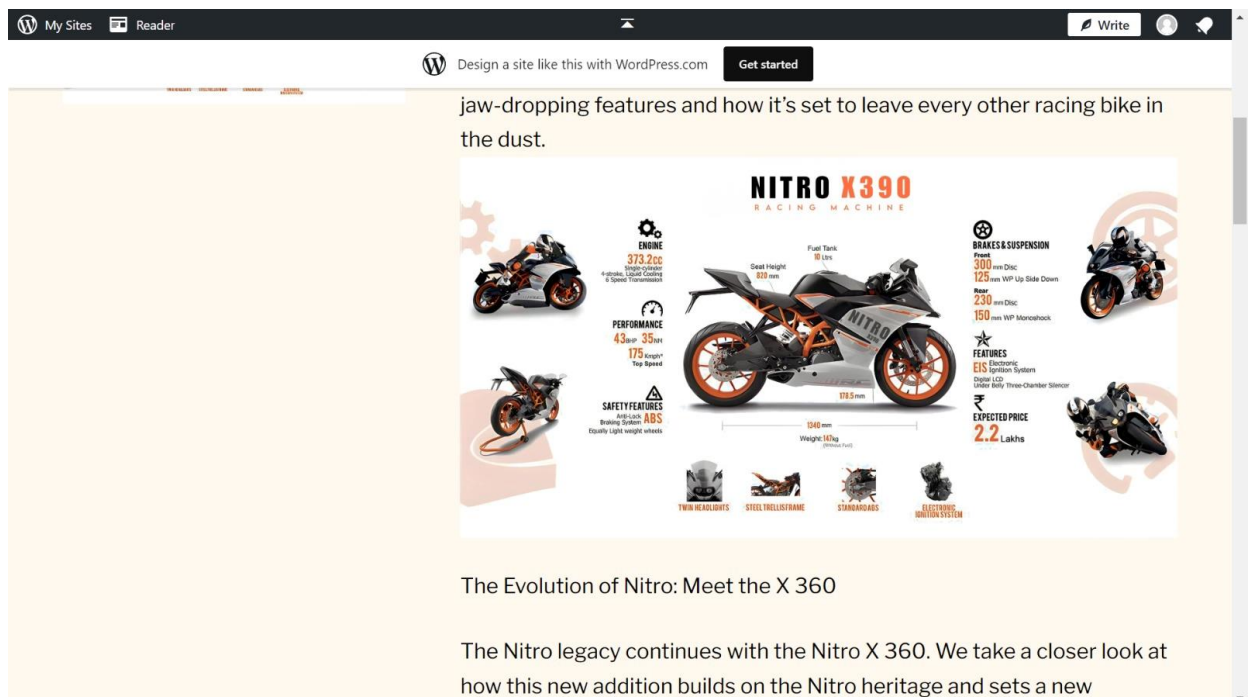 My Sites
Reader
Write
Design a site like this with WordPress.com
Get started
jaw-dropping features and how it's set to leave every other racing bike in
the dust.
NITRO X390
RACING MACHINE
ENGINE
373.2cc
Single-cylinder
4-stroke, Liquid Cooling
6 Speed Transmission
PERFORMANCE
43BHP 35NM
175 Kmph*
Top Speed
SAFETY FEATURES
Anti-Lock
Braking System ABS
Equally Light weight wheels
Fuel Tank
10 Ltrs
Seat Height
820 mm
NITRO
178.5 mm
1340 mm
Weight:147kg
(Without Fuel)
BRAKES & SUSPENSION
Front
300 mm Disc
125 mm WP Up Side Down
Rear
230 mm Disc
150 mm WP Monoshock
FEATURES
EIS Electronic
Ignition System
Digital LCD
Under Belly Three-Chamber Silencer
₹
EXPECTED PRICE
2.2 Lakhs
TWIN HEADLIGHTS
STEEL TRELLIS FRAME
STANDARD ABS
ELECTRONIC
IGNITION SYSTEM
The Evolution of Nitro: Meet the X 360
The Nitro legacy continues with the Nitro X 360. We take a closer look at
how this new addition builds on the Nitro heritage and sets a new